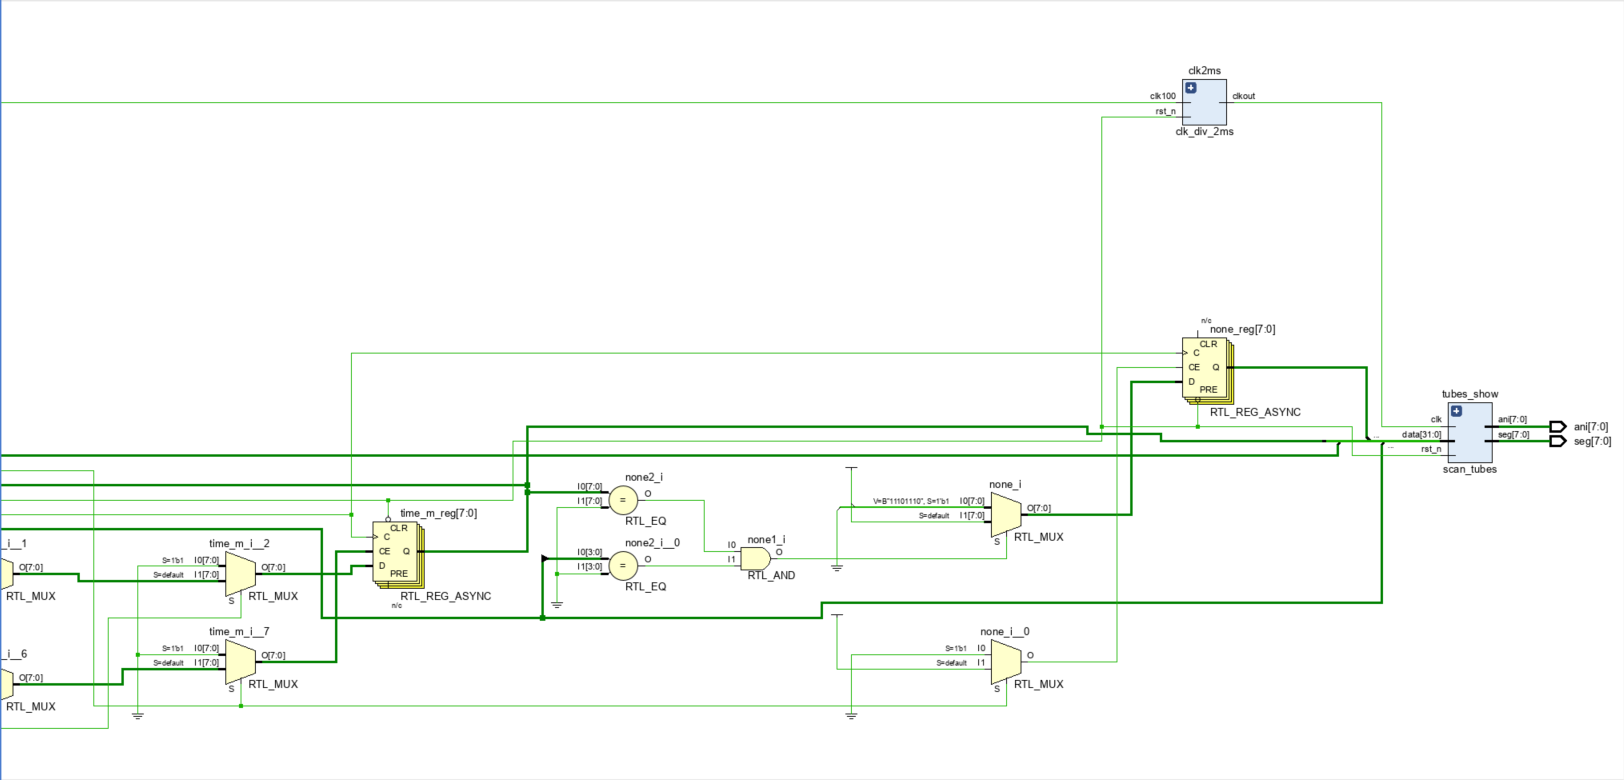 clk2ms
clk100
clkout
rst_n
clk_div_2ms
n/c
none_reg[7:0]
CLR
C
CE
Q
D
PRE
RTL_REG_ASYNC
tubes_show
clk
ani[7:0]
ani[7:0]
data[31:0]
seg[7:0]
seg[7:0]
rst_n
scan_tubes
none2_i
I0[7:0]
O
I1[7:0]
=
RTL_EQ
none_i
V=B"11101110", S=1'b1
I0[7:0]
O[7:0]
S=default
I1[7:0]
S
RTL_MUX
time_m_reg[7:0]
CLR
C
CE
Q
D
PRE
RTL_REG_ASYNC
n/c
none2_i__0
I0[3:0]
O
I1[3:0]
=
RTL_EQ
none1_i
I0
O
I1
RTL_AND
_i__1
O[7:0]
RTL_MUX
time_m_i__2
S=1'b1
I0[7:0]
O[7:0]
S=default
I1[7:0]
S
RTL_MUX
_i__6
O[7:0]
RTL_MUX
time_m_i__7
S=1'b1
I0[7:0]
O[7:0]
S=default
I1[7:0]
S
RTL_MUX
none_i__0
S=1'b1
I0
O
S=default
I1
S
RTL_MUX